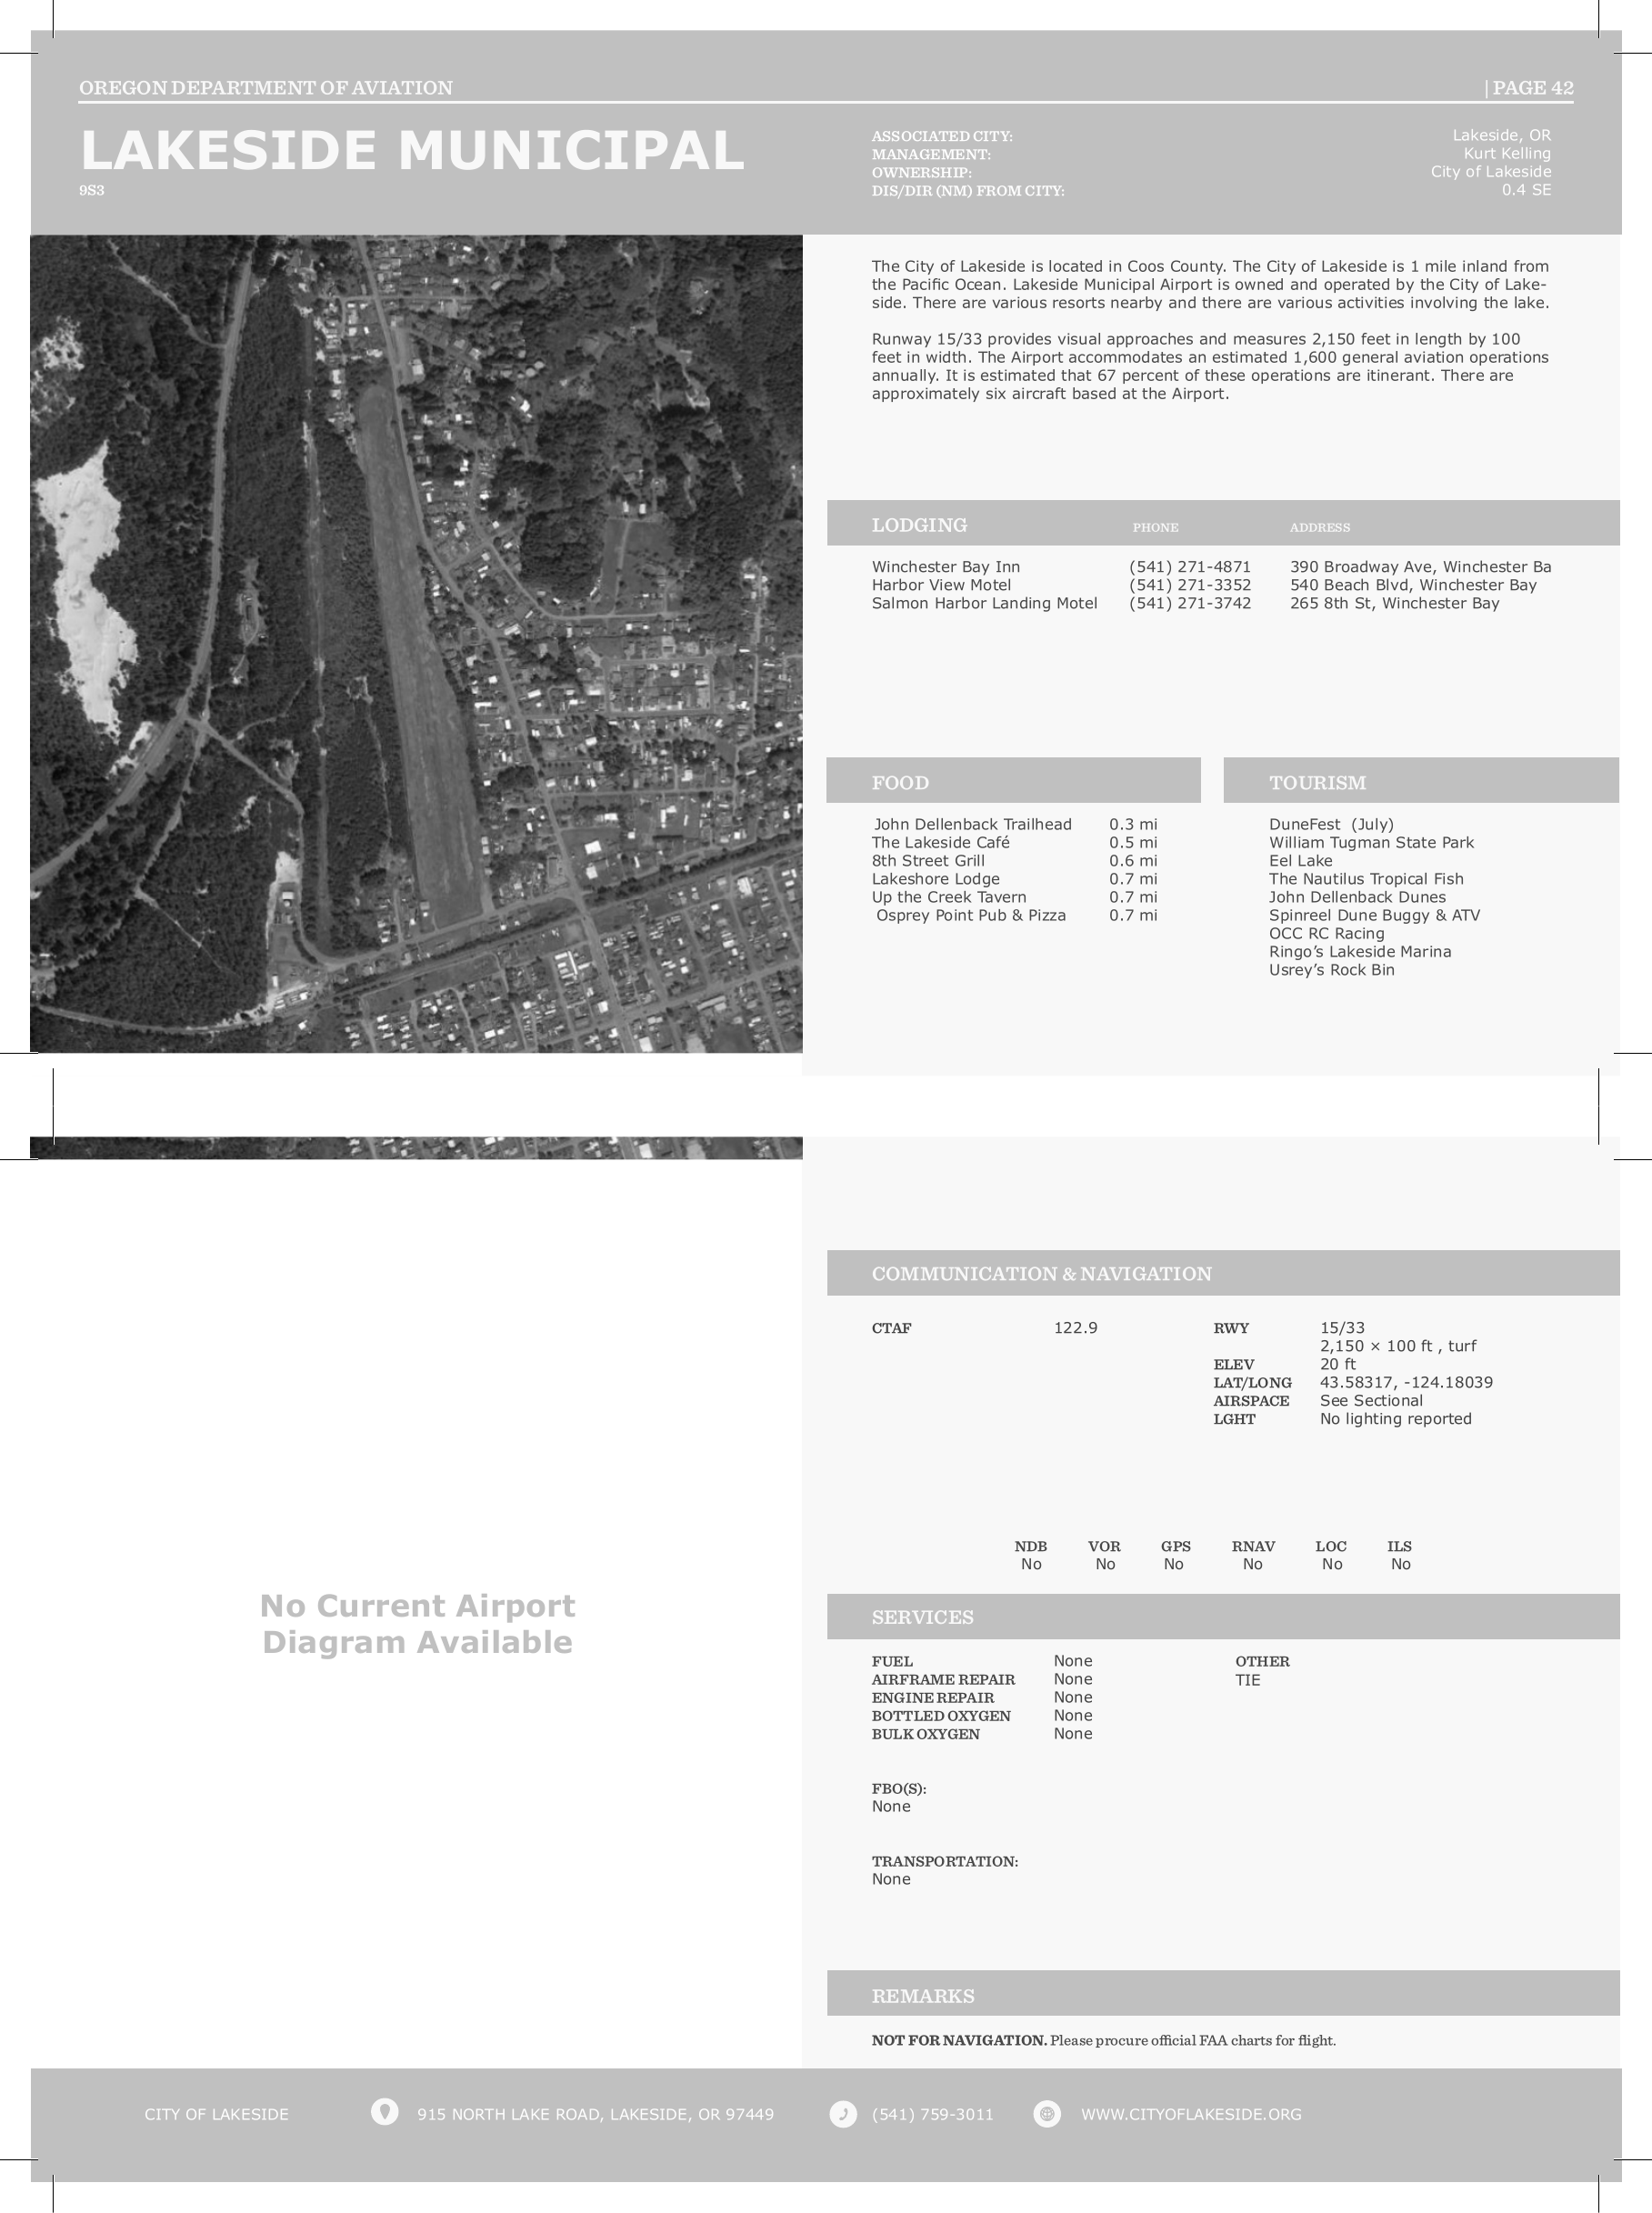 OREGON DEPARTMENT OF AVIATION | PAGE 42
LAKESIDE MUNICIPAL
9S3
ASSOCIATED CITY: Lakeside, OR
MANAGEMENT: Kurt Kelling
OWNERSHIP: City of Lakeside
DIS/DIR (NM) FROM CITY: 0.4 SE
The City of Lakeside is located in Coos County. The City of Lakeside is 1 mile inland from
the Pacific Ocean. Lakeside Municipal Airport is owned and operated by the City of Lake-
side. There are various resorts nearby and there are various activities involving the lake.
Runway 15/33 provides visual approaches and measures 2,150 feet in length by 100
feet in width. The Airport accommodates an estimated 1,600 general aviation operations
annually. It is estimated that 67 percent of these operations are itinerant. There are
approximately six aircraft based at the Airport.
LODGING PHONE ADDRESS
Winchester Bay Inn (541) 271-4871 390 Broadway Ave, Winchester Ba
Harbor View Motel (541) 271-3352 540 Beach Blvd, Winchester Bay
Salmon Harbor Landing Motel (541) 271-3742 265 8th St, Winchester Bay
FOOD
John Dellenback Trailhead 0.3 mi
The Lakeside Café 0.5 mi
8th Street Grill 0.6 mi
Lakeshore Lodge 0.7 mi
Up the Creek Tavern 0.7 mi
Osprey Point Pub & Pizza 0.7 mi
TOURISM
DuneFest (July)
William Tugman State Park
Eel Lake
The Nautilus Tropical Fish
John Dellenback Dunes
Spinreel Dune Buggy & ATV
OCC RC Racing
Ringo’s Lakeside Marina
Usrey’s Rock Bin
No Current Airport
Diagram Available
COMMUNICATION & NAVIGATION
CTAF 122.9
RWY 15/33
2,150 × 100 ft , turf
ELEV 20 ft
LAT/LONG 43.58317, -124.18039
AIRSPACE See Sectional
LGHT No lighting reported
NDB VOR GPS RNAV LOC ILS
No No No No No No
SERVICES
FUEL None
AIRFRAME REPAIR None
ENGINE REPAIR None
BOTTLED OXYGEN None
BULK OXYGEN None
OTHER
TIE
FBO(S):
None
TRANSPORTATION:
None
REMARKS
NOT FOR NAVIGATION. Please procure official FAA charts for flight.
CITY OF LAKESIDE 915 NORTH LAKE ROAD, LAKESIDE, OR 97449 (541) 759-3011 WWW.CITYOFLAKESIDE.ORG